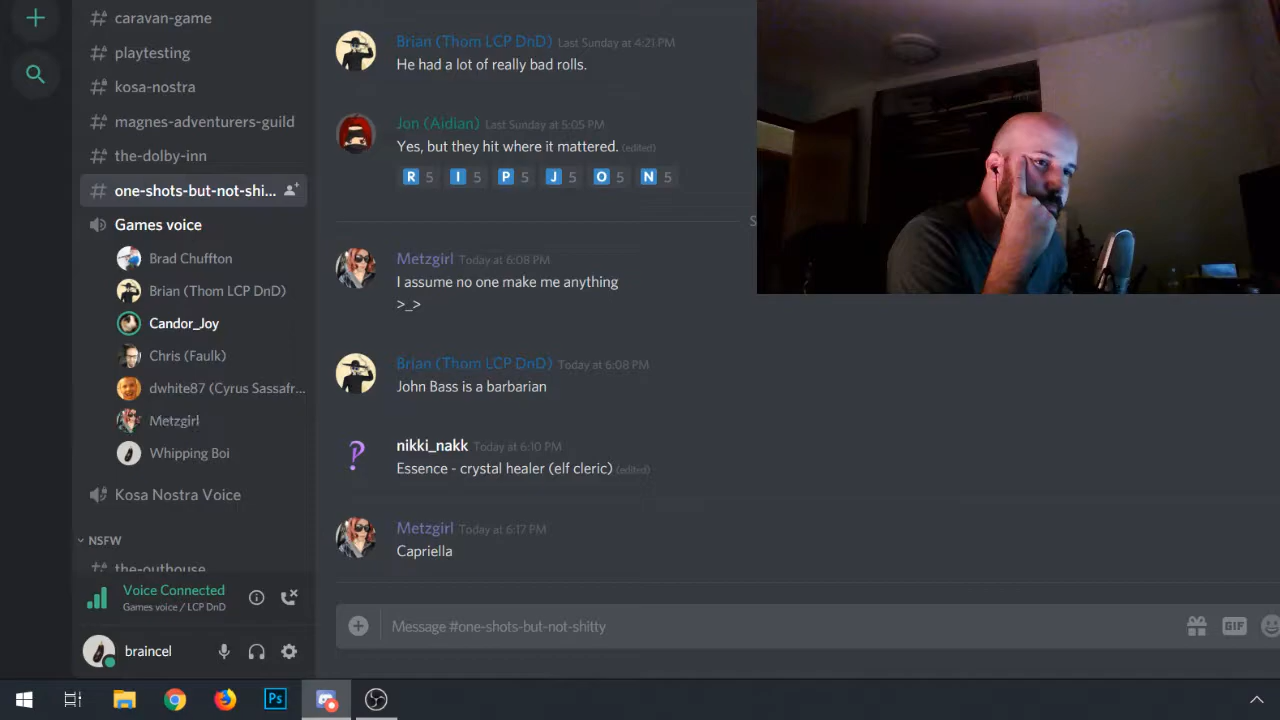 caravan-game
playtesting
kosa-nostra
magnes-adventurers-guild
the-dolby-inn
one-shots-but-not-shi...
Games voice
Brad Chuffton
Brian (Thom LCP DnD)
Candor_Joy
Chris (Faulk)
dwhite87 (Cyrus Sassafr...
Metzgirl
Whipping Boi
Kosa Nostra Voice
NSFW
the-outhouse
Voice Connected
Games voice / LCP DnD
braincel
Brian (Thom LCP DnD) Last Sunday at 4:21 PM
He had a lot of really bad rolls.
Jon (Aidian) Last Sunday at 5:05 PM
Yes, but they hit where it mattered. (edited)
R 5 I 5 P 5 J 5 O 5 N 5
S
Metzgirl Today at 6:08 PM
I assume no one make me anything
>_>
Brian (Thom LCP DnD) Today at 6:08 PM
John Bass is a barbarian
nikki_nakk Today at 6:10 PM
Essence - crystal healer (elf cleric) (edited)
Metzgirl Today at 6:17 PM
Capriella
Message #one-shots-but-not-shitty
GIF
Ps